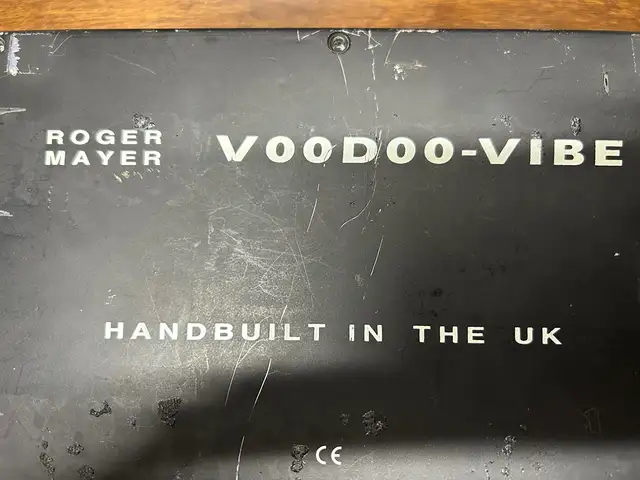 ROGER
MAYER
VOODOO-VIBE
HANDBUILT IN THE UK
CE